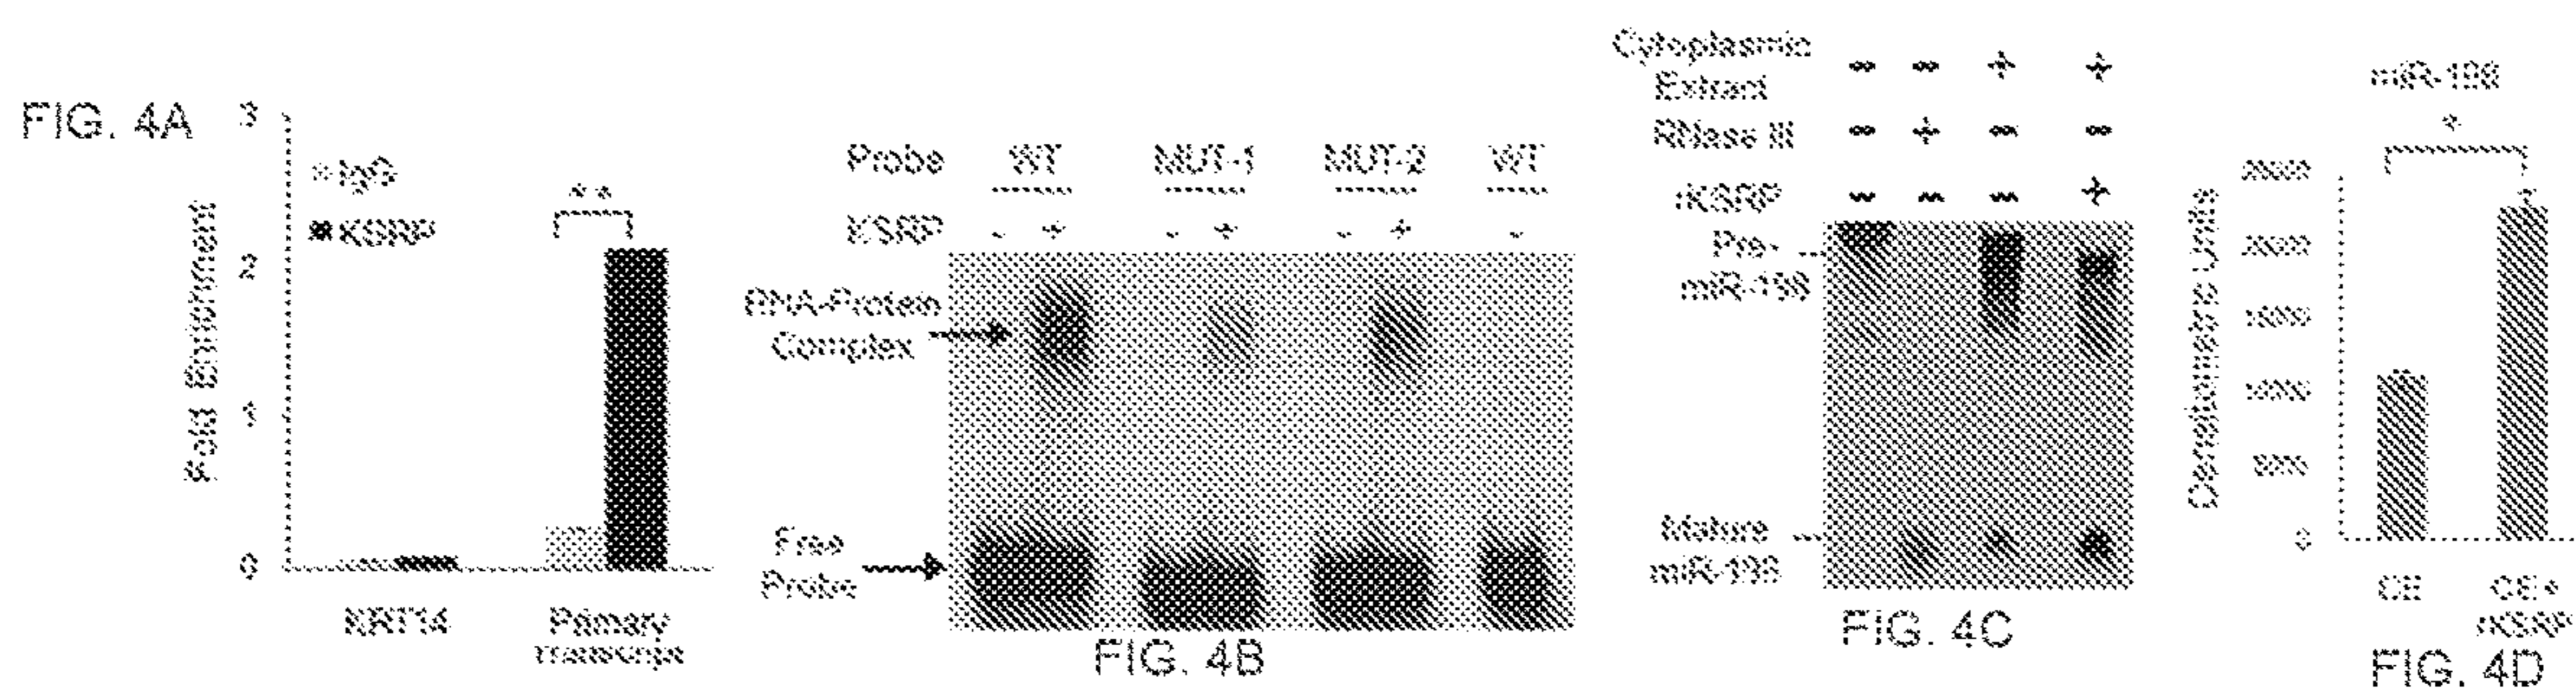 FIG. 4A
3
2
1
0
Fold Enrichment
IgG
KSRP
**
KRT14
Primary
Transcript
Probe WT MUT-1 MUT-2 WT
KSRP - + - + - + -
RNA-Protein
Complex
Free
Probe
FIG. 4B
Cytoplasmic
Extract - - + +
RNase III - + - -
rKSRP - - - +
Pre-
miR-198
Mature
miR-198
FIG. 4C
miR-198
*
Densitometric Units
0
CE
CE+
rKSRP
FIG. 4D